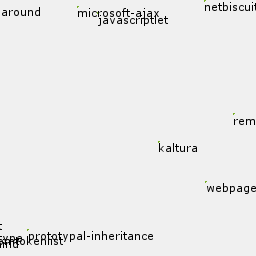 netbiscuit
around
microsoft-ajax
javascriptlet
rem
kaltura
webpage
prototypal-inheritance